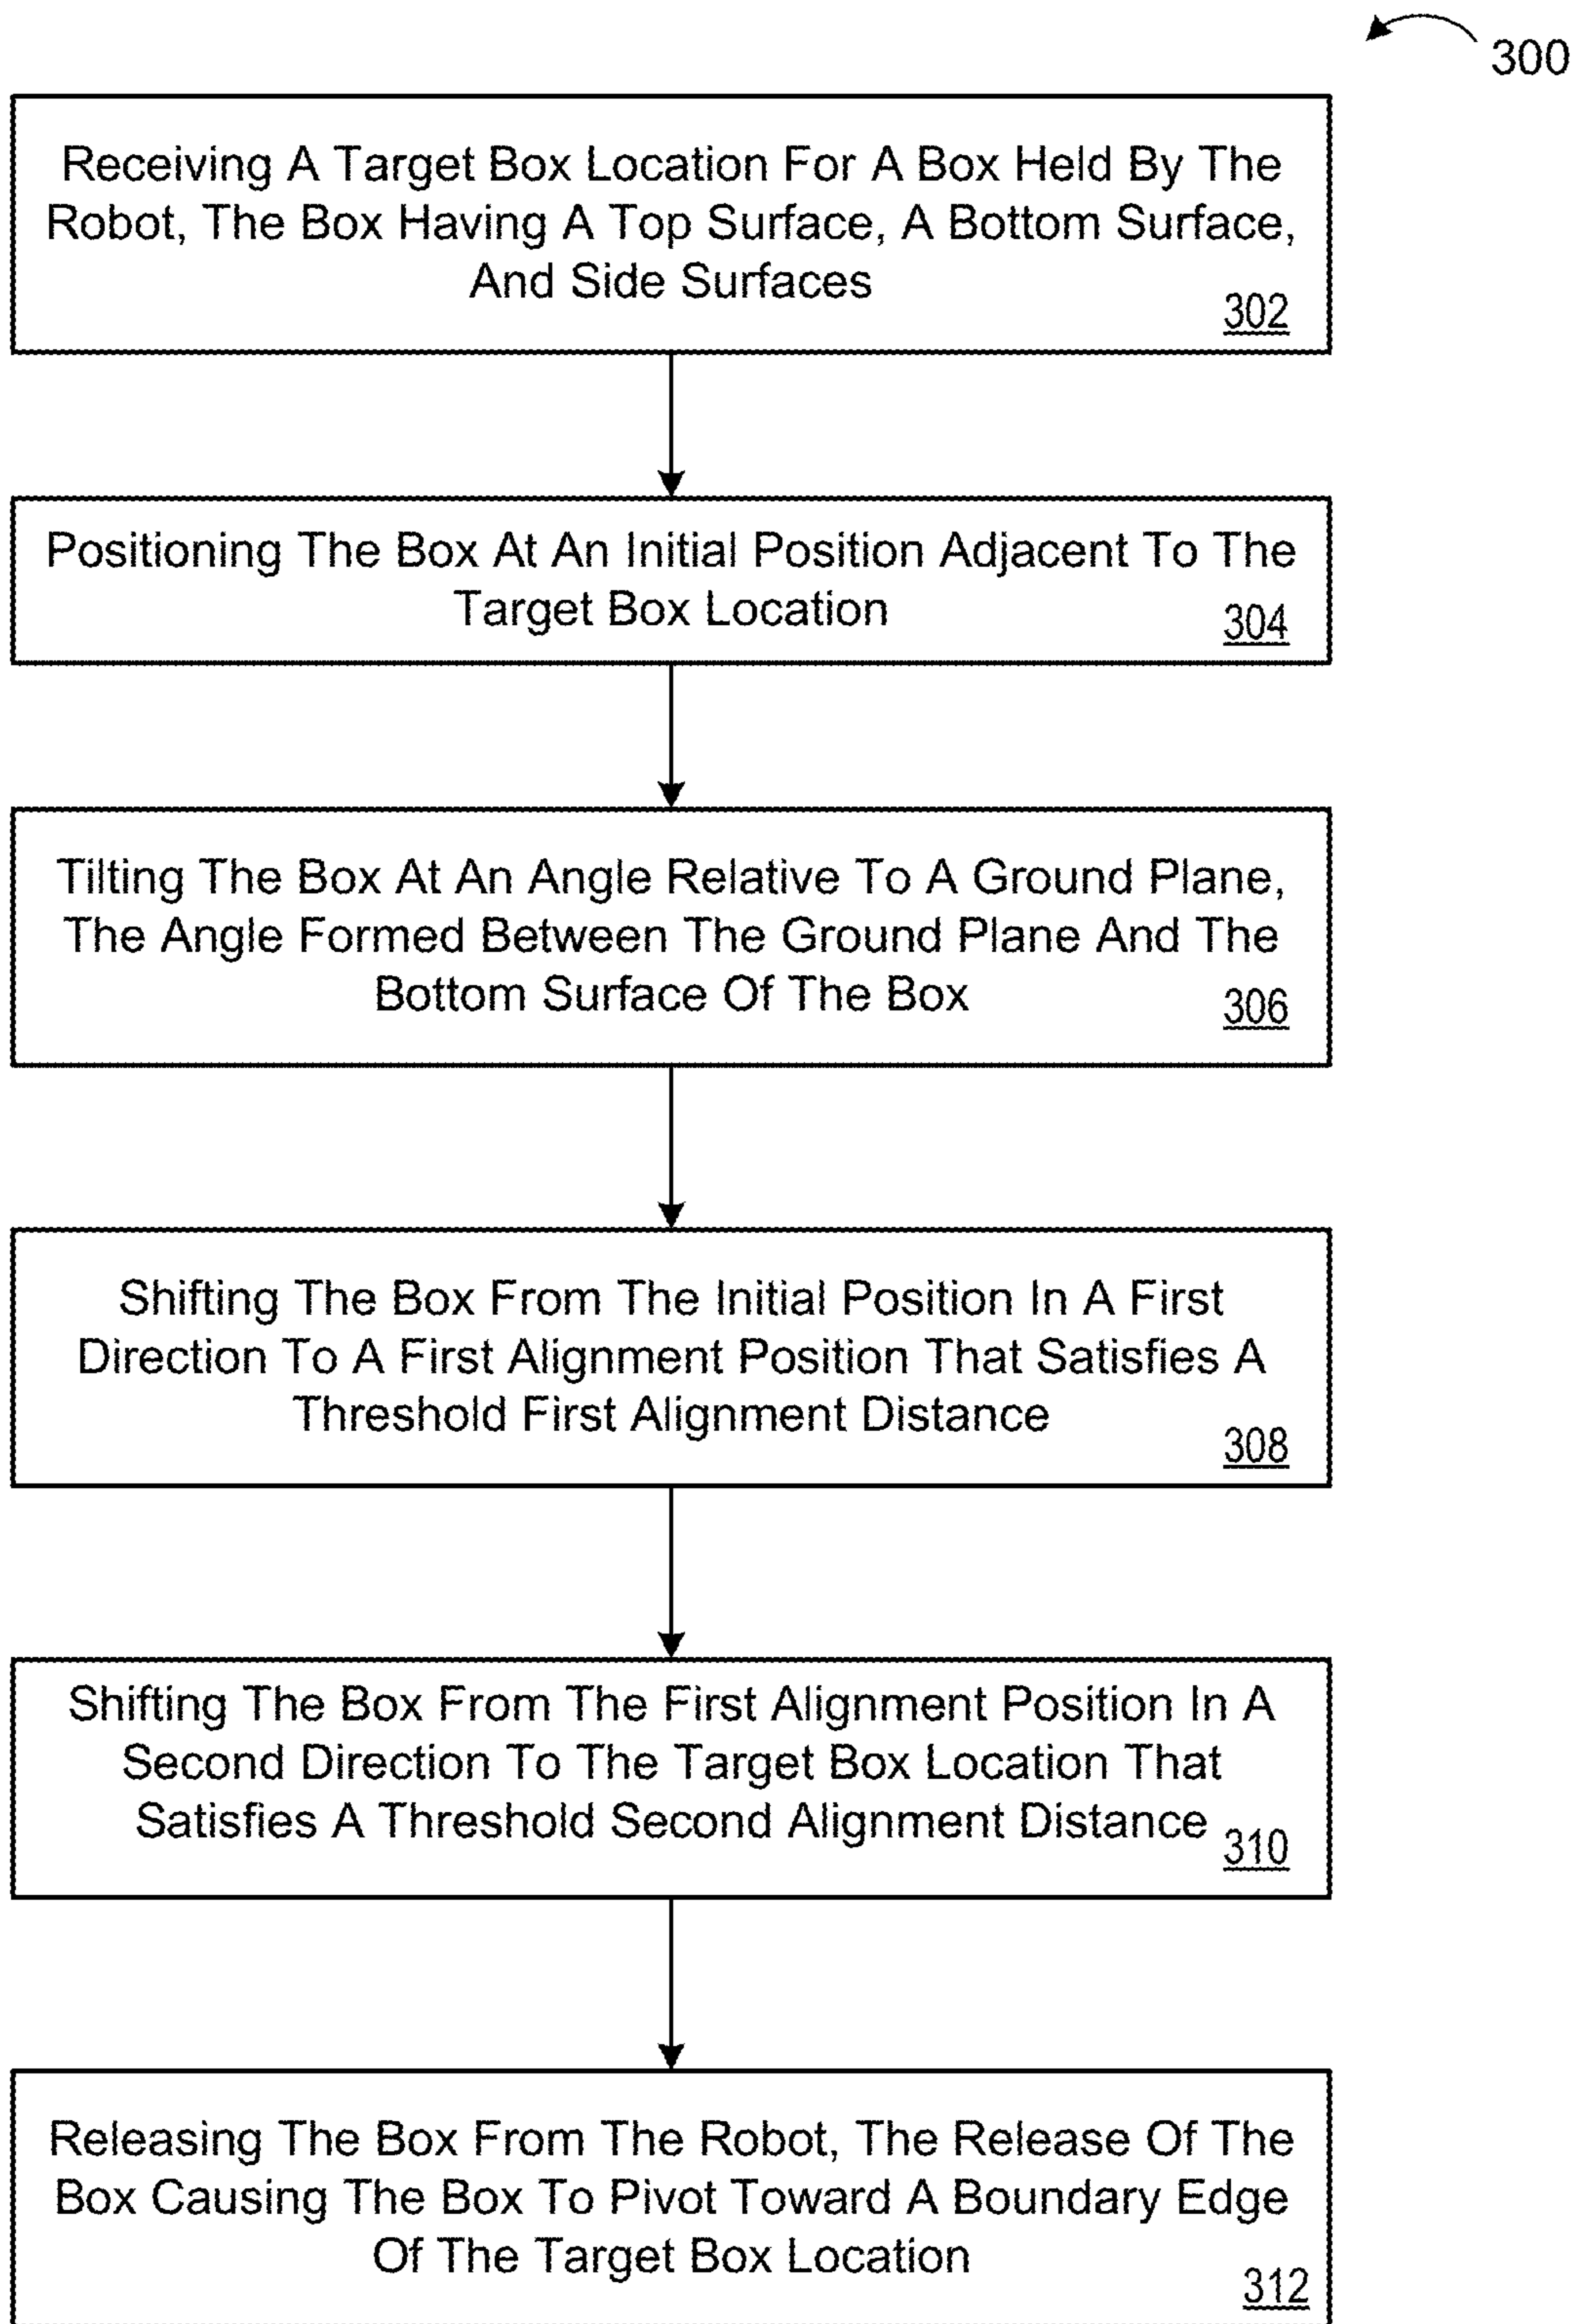 300
Receiving A Target Box Location For A Box Held By The
Robot, The Box Having A Top Surface, A Bottom Surface,
And Side Surfaces
302
Positioning The Box At An Initial Position Adjacent To The
Target Box Location
304
Tilting The Box At An Angle Relative To A Ground Plane,
The Angle Formed Between The Ground Plane And The
Bottom Surface Of The Box
306
Shifting The Box From The Initial Position In A First
Direction To A First Alignment Position That Satisfies A
Threshold First Alignment Distance
308
Shifting The Box From The First Alignment Position In A
Second Direction To The Target Box Location That
Satisfies A Threshold Second Alignment Distance
310
Releasing The Box From The Robot, The Release Of The
Box Causing The Box To Pivot Toward A Boundary Edge
Of The Target Box Location
312